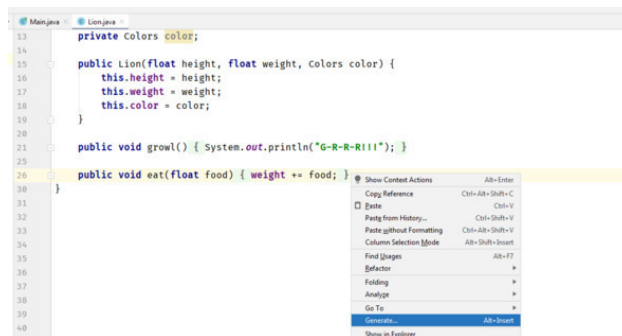 Main.java Lion.java
13 private Colors color;
14
15 public Lion(float height, float weight, Colors color) {
16 this.height = height;
17 this.weight = weight;
18 this.color = color;
19 }
20
21 public void growl() { System.out.println("G-R-R-R!!!"); }
25
26 public void eat(float food) { weight += food; }
30 }
31
32
33
34
35
36
37
38
39
40
Show Context Actions Alt+Enter
Copy Reference Ctrl+Alt+Shift+C
Paste Ctrl+V
Paste from History... Ctrl+Shift+V
Paste without Formatting Ctrl+Alt+Shift+V
Column Selection Mode Alt+Shift+Insert
Find Usages Alt+F7
Refactor
Folding
Analyze
Go To
Generate... Alt+Insert
Show in Explorer